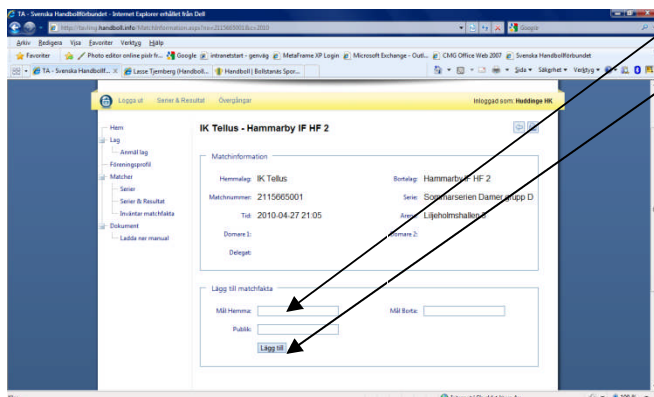 TA - Svenska Handbollförbundet - Internet Explorer erhållet från Dell
Arkiv Redigera Visa Favoriter Verktyg Hjälp
Google
Favoriter Photo editor online pixlr fr... Google intranetstart - genväg MetaFrame XP Login Microsoft Exchange - Outl... CMG Office Web 2007 Svenska Handbollförbundet
TA - Svenska Handbollf... Lasse Tjernberg (Handboll... Handboll | Bollstanäs Spor... Sida Säkerhet Verktyg
Logga ut Serier & Resultat Övergångar Inloggad som: Huddinge HK
Hem
Lag
Anmäl lag
Föreningsprofil
Matcher
Serier
Serier & Resultat
Inväntar matchfakta
Dokument
Ladda ner manual
IK Tellus - Hammarby IF HF 2
Matchinformation
Hemmalag: IK Tellus Bortalag: Hammarby IF HF 2
Matchnummer: 2115665001 Serie: Sommarserien Damer grupp D
Tid: 2010-04-27 21:05 Arena: Liljeholmshallen 3
Domare 1: Domare 2:
Delegat:
Lägg till matchfakta
Mål Hemma: Mål Borta:
Publik:
Lägg till